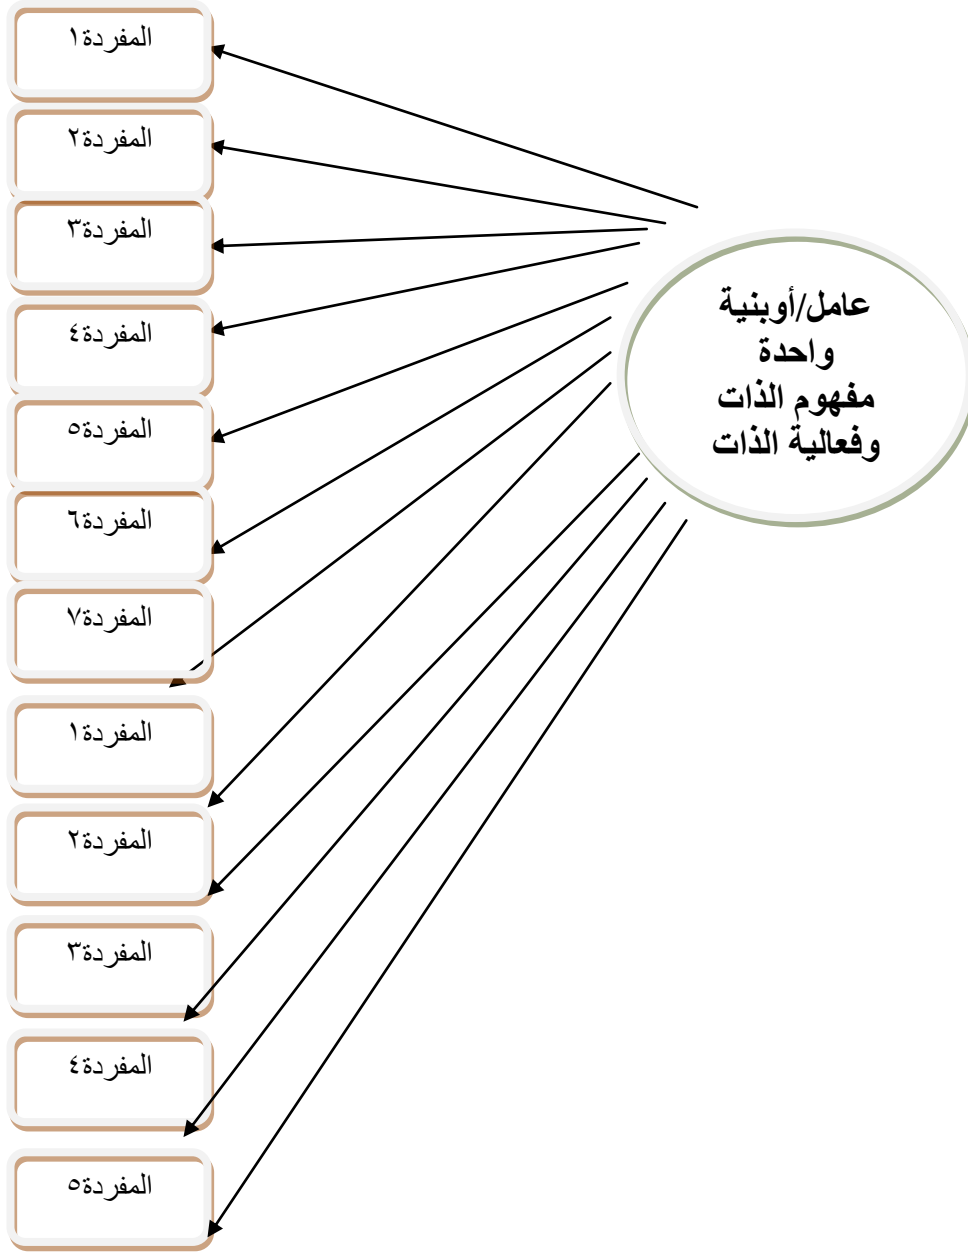 المفردة١
المفردة٢
المفردة٣
المفردة٤
المفردة٥
المفردة٦
المفردة٧
المفردة١
المفردة٢
المفردة٣
المفردة٤
المفردة٥
عامل/أوبنية
واحدة
مفهوم الذات
وفعالية الذات